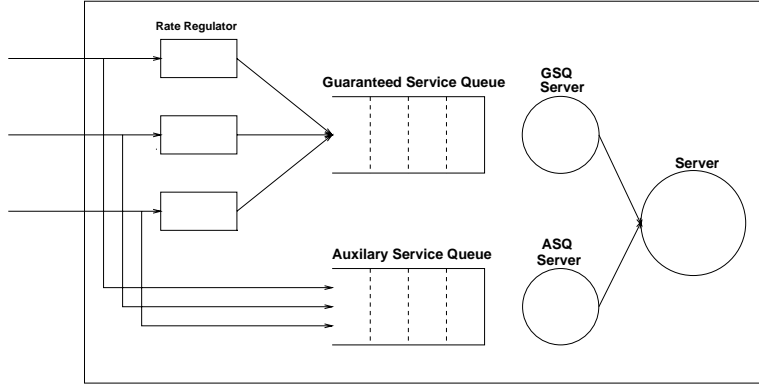 Rate Regulator
Guaranteed Service Queue
GSQ
Server
Server
Auxilary Service Queue
ASQ
Server